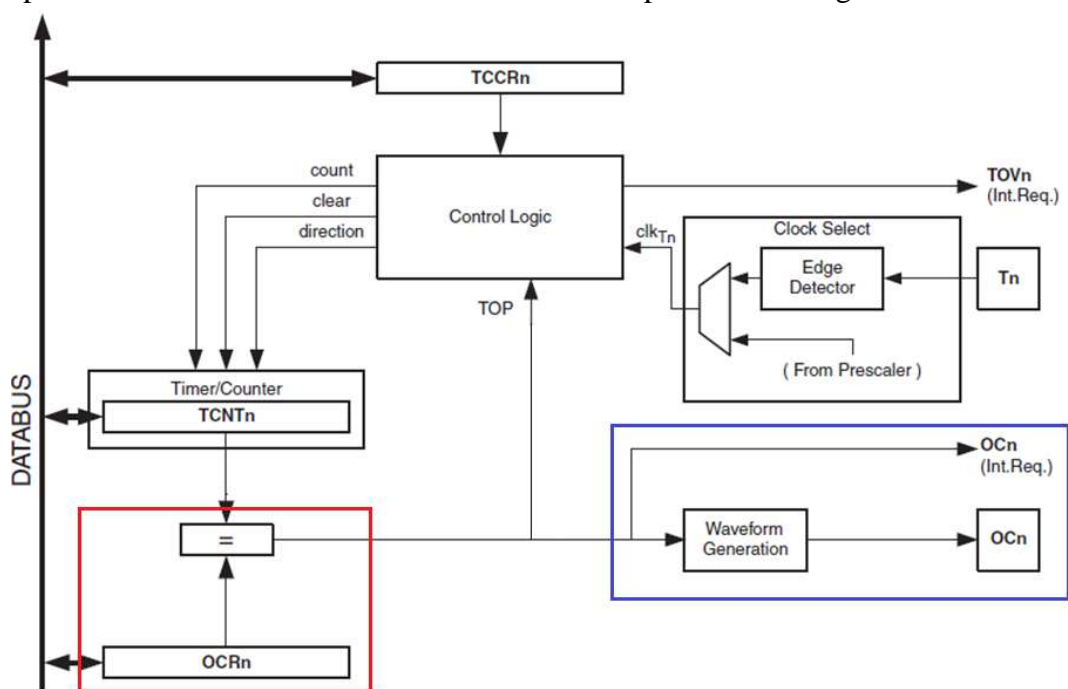 TCCRn
count
clear
direction
Control Logic
TOVn
(Int.Req.)
clkTn
Clock Select
Edge
Detector
Tn
TOP
( From Prescaler )
DATABUS
Timer/Counter
TCNTn
=
OCn
(Int.Req.)
Waveform
Generation
OCn
OCRn